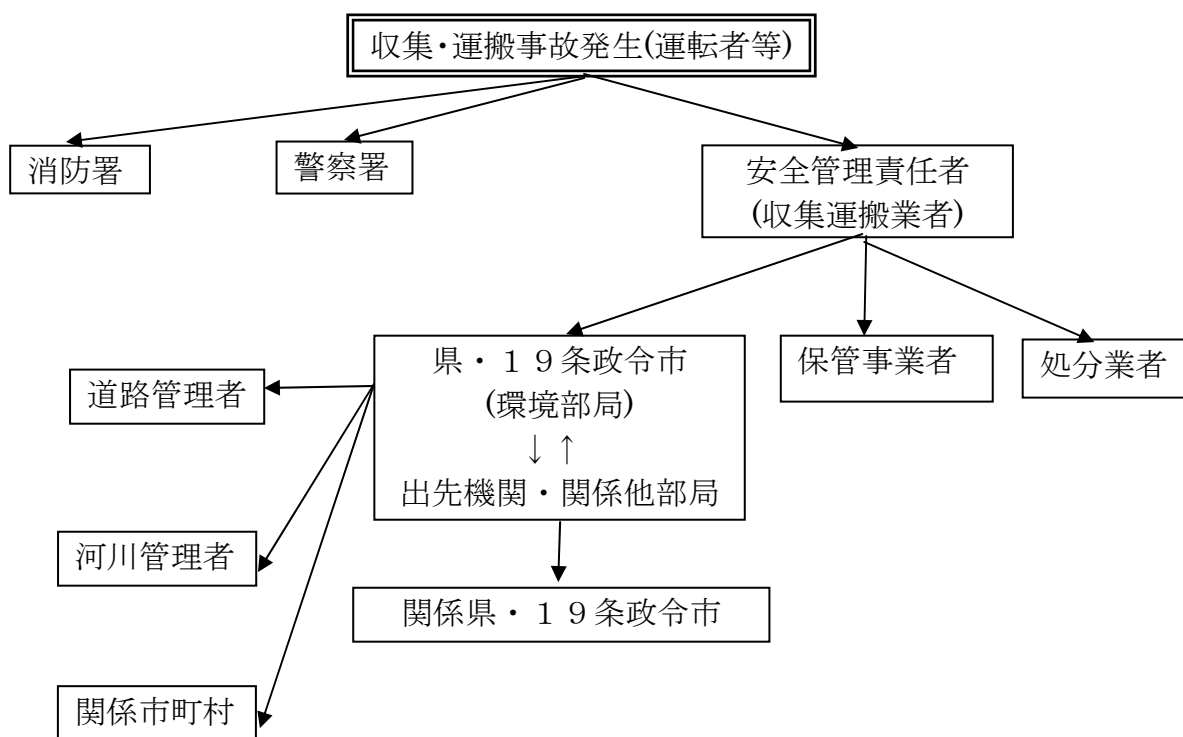 収集・運搬事故発生(運転者等)
消防署
警察署
安全管理責任者
(収集運搬業者)
県・１９条政令市
(環境部局)
↓ ↑
出先機関・関係他部局
保管事業者
処分業者
道路管理者
河川管理者
関係県・１９条政令市
関係市町村